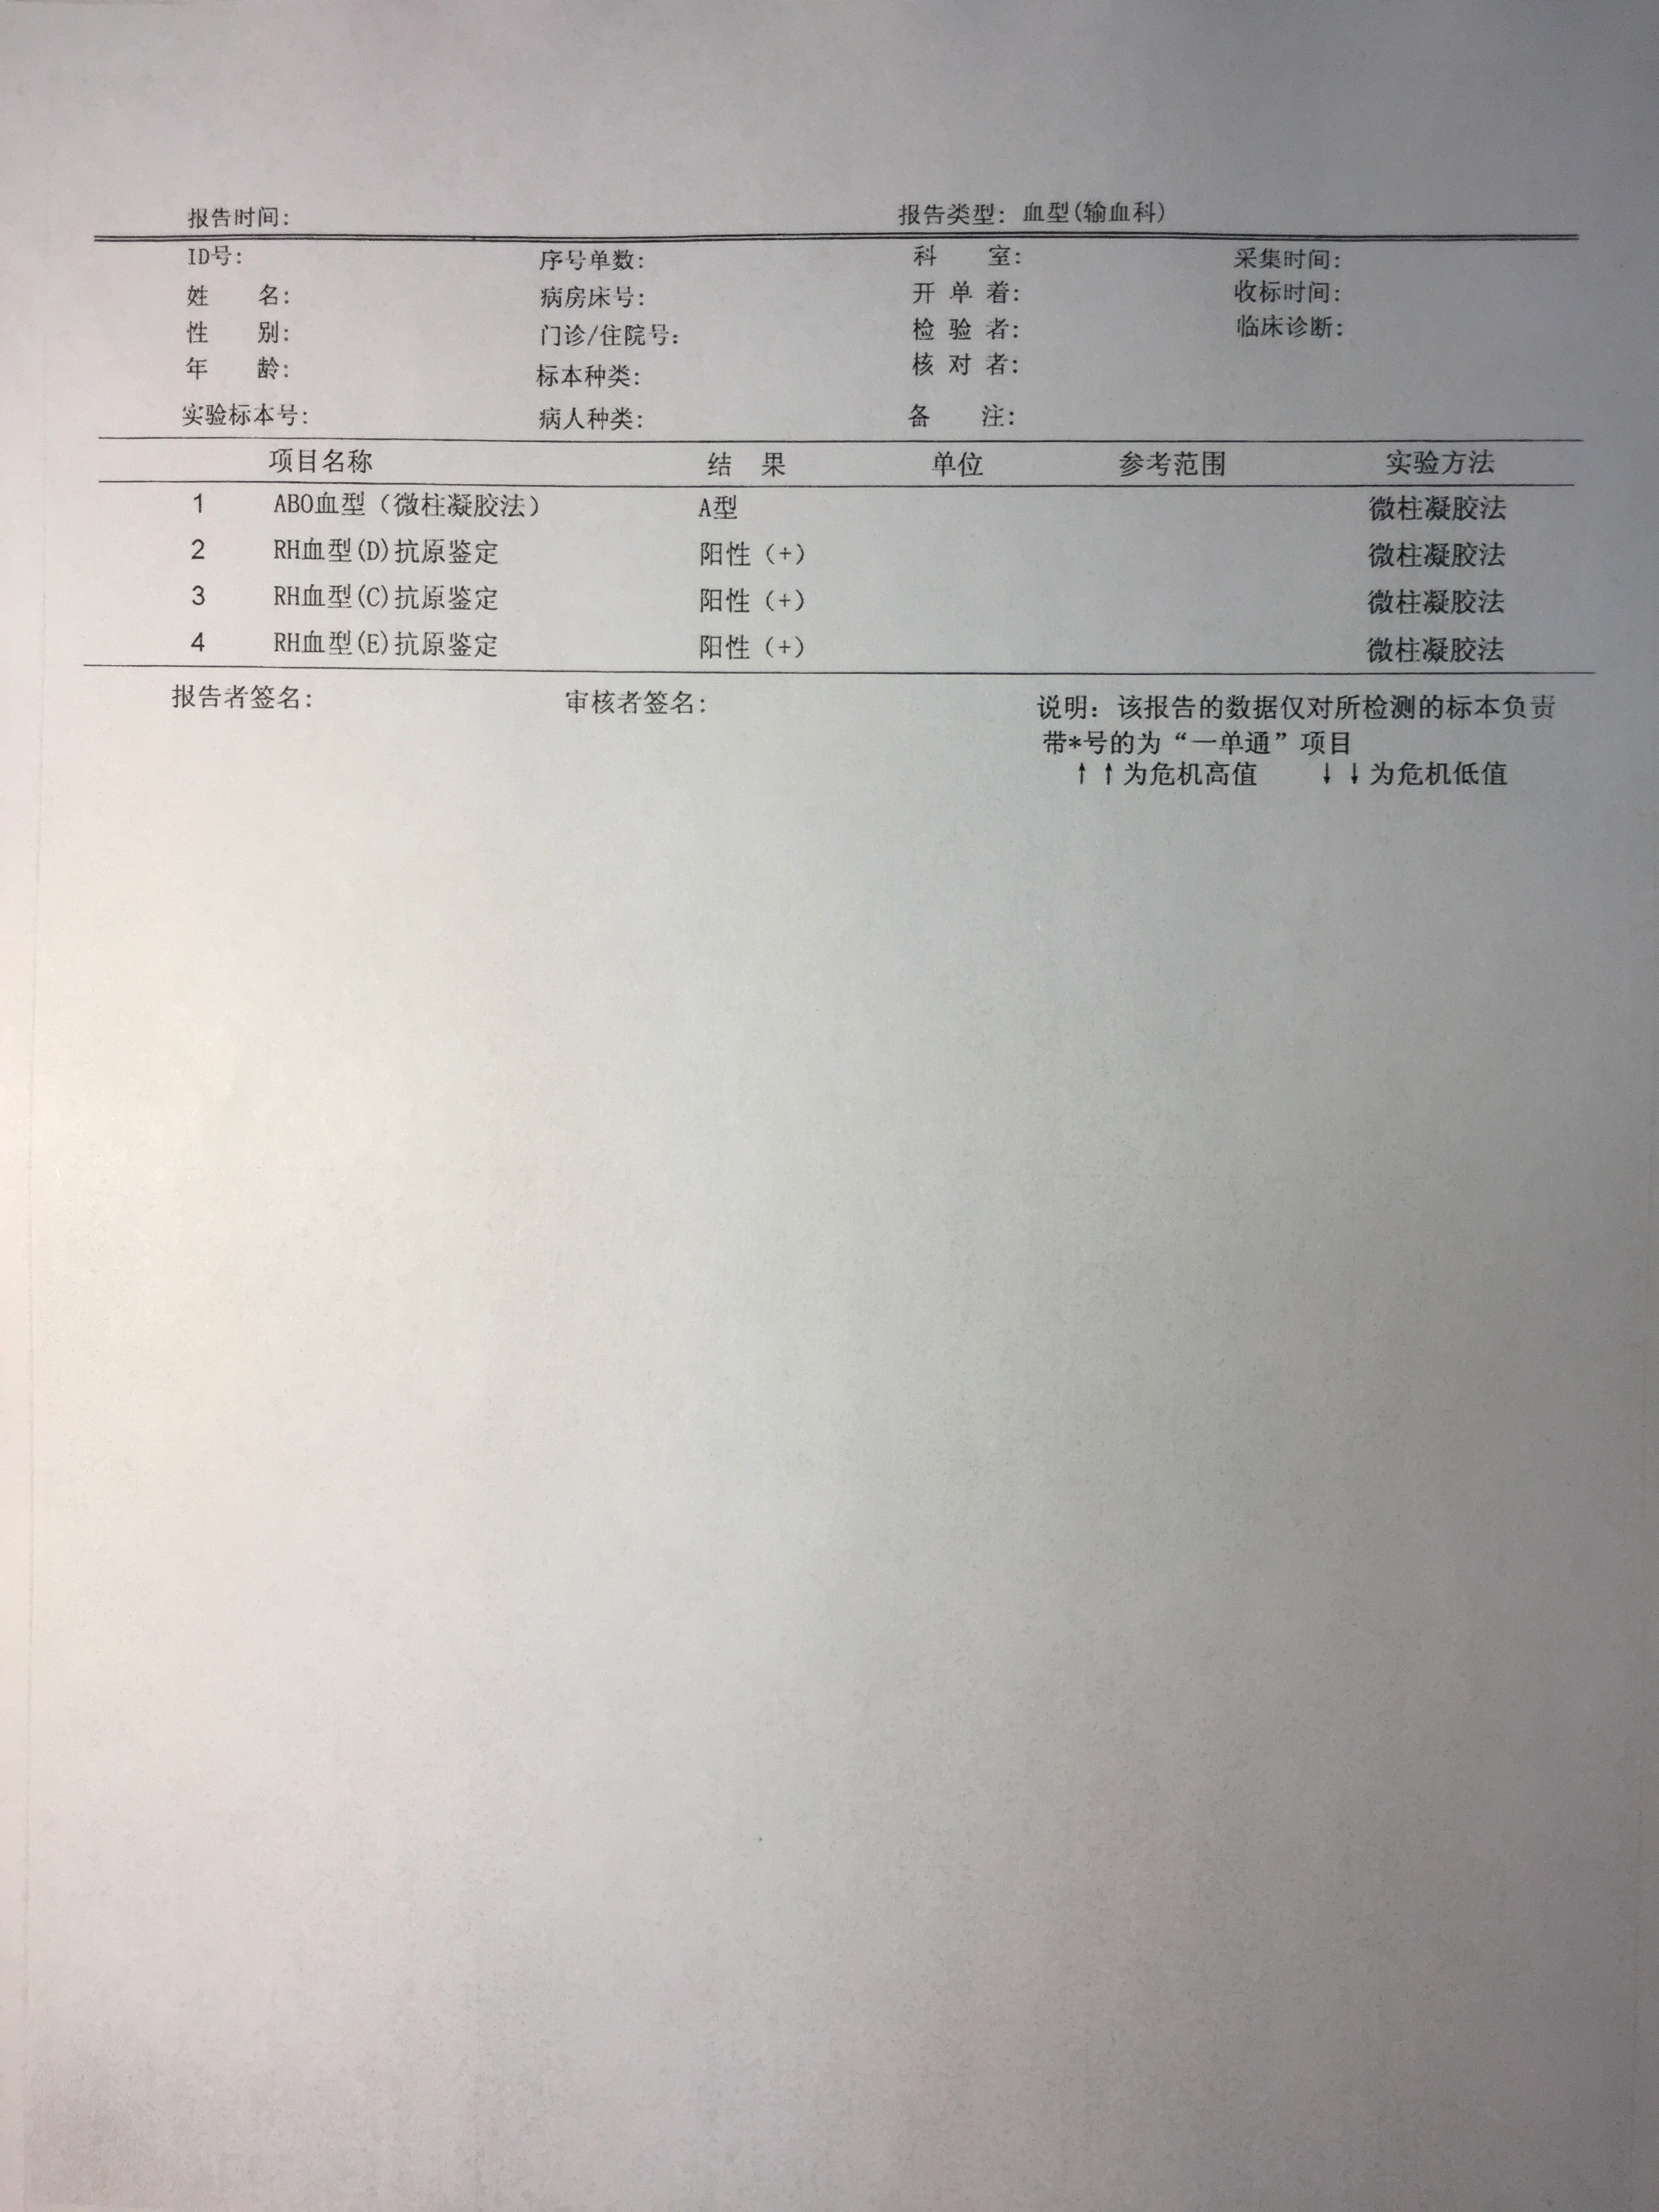 报告时间: 报告类型: 血型(输血科)
ID号: 序号单数: 科 室: 采集时间:
姓 名: 病房床号: 开 单 着: 收标时间:
性 别: 门诊/住院号: 检 验 者: 临床诊断:
年 龄: 标本种类: 核 对 者:
实验标本号: 病人种类: 备 注:
项目名称 结 果 单位 参考范围 实验方法
1 ABO血型（微柱凝胶法） A型 微柱凝胶法
2 RH血型(D)抗原鉴定 阳性（+） 微柱凝胶法
3 RH血型(C)抗原鉴定 阳性（+） 微柱凝胶法
4 RH血型(E)抗原鉴定 阳性（+） 微柱凝胶法
报告者签名: 审核者签名: 说明: 该报告的数据仅对所检测的标本负责
带*号的为“一单通”项目
↑↑为危机高值 ↓↓为危机低值